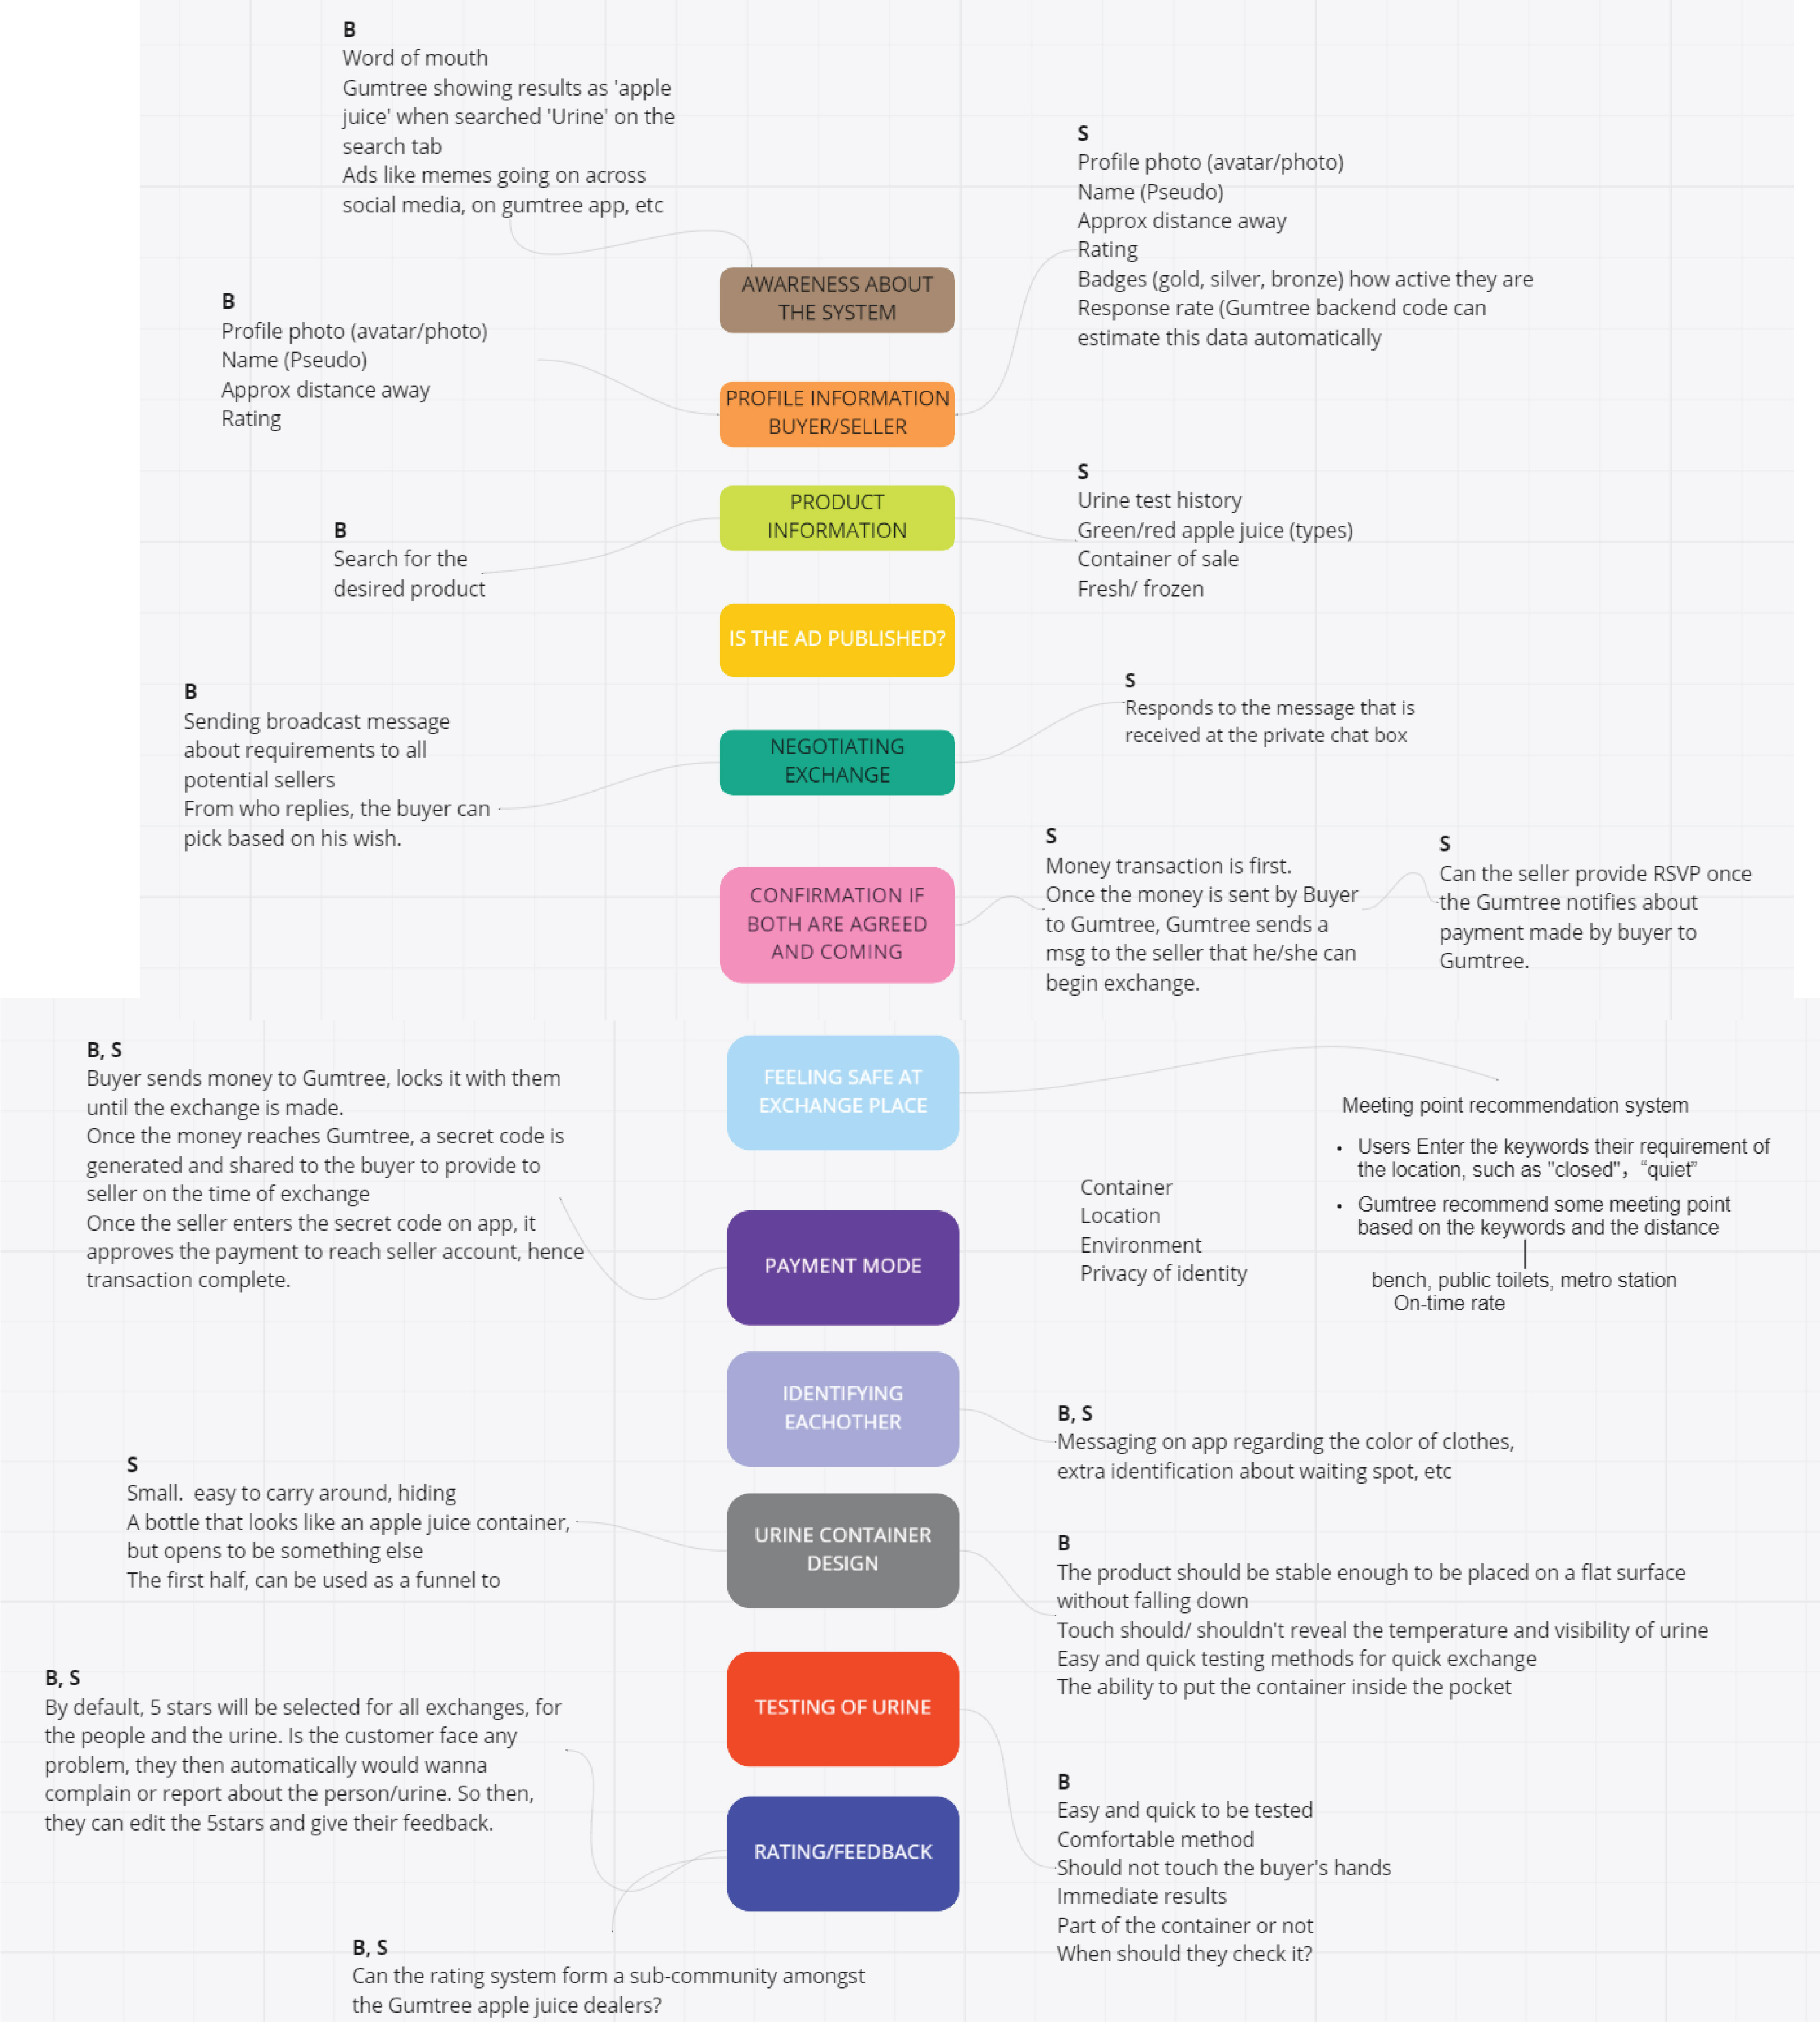 B
Word of mouth
Gumtree showing results as 'apple
juice' when searched 'Urine' on the
search tab
Ads like memes going on across
social media, on gumtree app, etc
S
Profile photo (avatar/photo)
Name (Pseudo)
Approx distance away
Rating
Badges (gold, silver, bronze) how active they are
Response rate (Gumtree backend code can
estimate this data automatically
AWARENESS ABOUT
THE SYSTEM
B
Profile photo (avatar/photo)
Name (Pseudo)
Approx distance away
Rating
PROFILE INFORMATION
BUYER/SELLER
S
Urine test history
Green/red apple juice (types)
Container of sale
Fresh/ frozen
PRODUCT
INFORMATION
B
Search for the
desired product
IS THE AD PUBLISHED?
B
Sending broadcast message
about requirements to all
potential sellers
From who replies, the buyer can
pick based on his wish.
S
Responds to the message that is
received at the private chat box
NEGOTIATING
EXCHANGE
CONFIRMATION IF
BOTH ARE AGREED
AND COMING
S
Money transaction is first.
Once the money is sent by Buyer
to Gumtree, Gumtree sends a
msg to the seller that he/she can
begin exchange.
S
Can the seller provide RSVP once
the Gumtree notifies about
payment made by buyer to
Gumtree.
B, S
Buyer sends money to Gumtree, locks it with them
until the exchange is made.
Once the money reaches Gumtree, a secret code is
generated and shared to the buyer to provide to
seller on the time of exchange
Once the seller enters the secret code on app, it
approves the payment to reach seller account, hence
transaction complete.
FEELING SAFE AT
EXCHANGE PLACE
Meeting point recommendation system
• Users Enter the keywords their requirement of
the location, such as "closed", “quiet”
• Gumtree recommend some meeting point
based on the keywords and the distance
bench, public toilets, metro station
On-time rate
Container
Location
Environment
Privacy of identity
PAYMENT MODE
IDENTIFYING
EACHOTHER
B, S
Messaging on app regarding the color of clothes,
extra identification about waiting spot, etc
S
Small. easy to carry around, hiding
A bottle that looks like an apple juice container,
but opens to be something else
The first half, can be used as a funnel to
URINE CONTAINER
DESIGN
B
The product should be stable enough to be placed on a flat surface
without falling down
Touch should/ shouldn't reveal the temperature and visibility of urine
Easy and quick testing methods for quick exchange
The ability to put the container inside the pocket
B, S
By default, 5 stars will be selected for all exchanges, for
the people and the urine. Is the customer face any
problem, they then automatically would wanna
complain or report about the person/urine. So then,
they can edit the 5stars and give their feedback.
TESTING OF URINE
B
Easy and quick to be tested
Comfortable method
Should not touch the buyer's hands
Immediate results
Part of the container or not
When should they check it?
RATING/FEEDBACK
B, S
Can the rating system form a sub-community amongst
the Gumtree apple juice dealers?